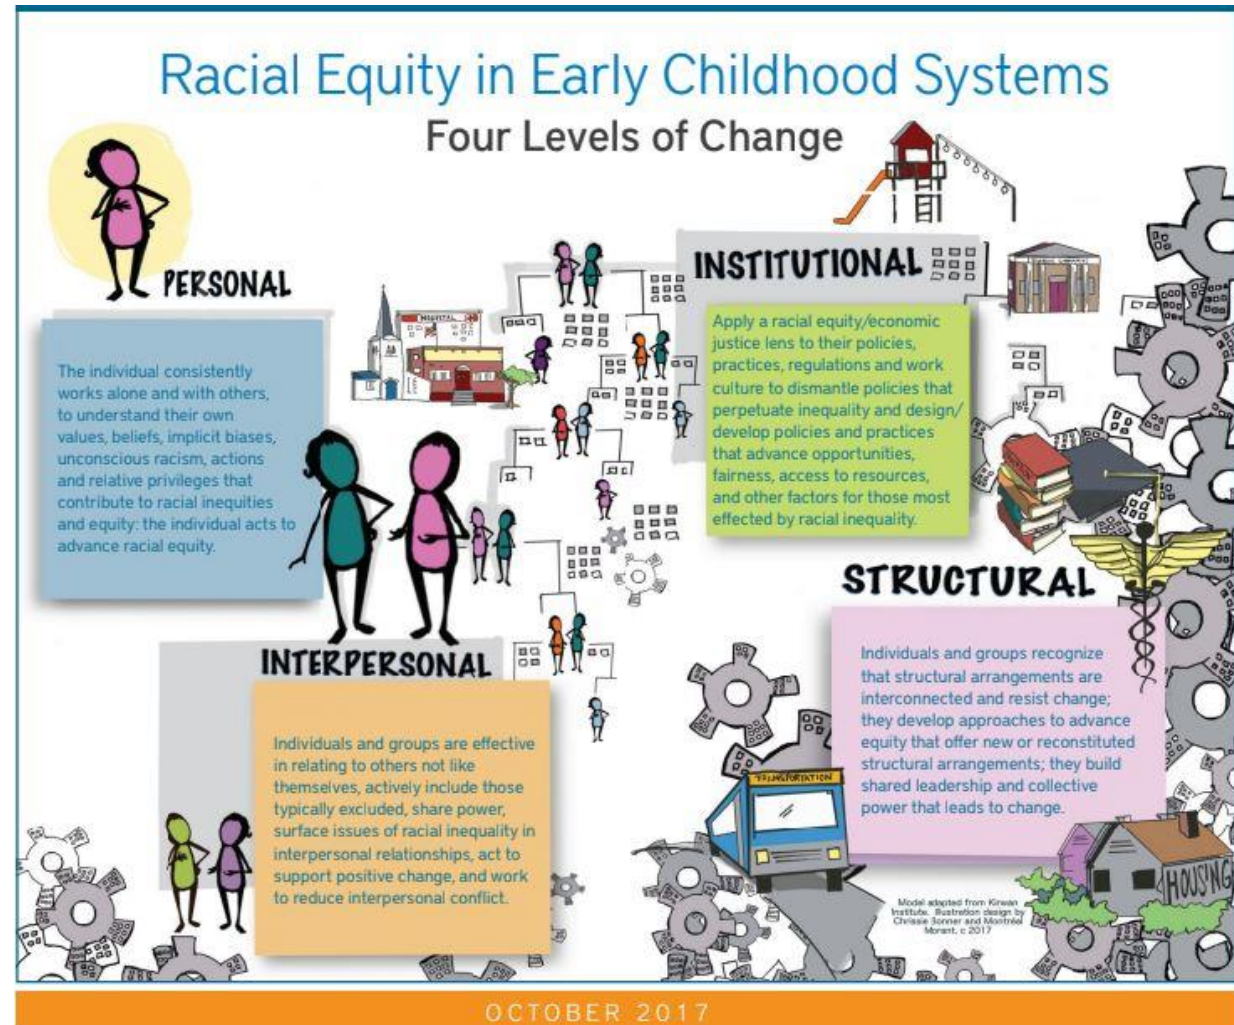 Racial Equity in Early Childhood Systems
Four Levels of Change
PERSONAL
The individual consistently
works alone and with others,
to understand their own
values, beliefs, implicit biases,
unconscious racism, actions
and relative privileges that
contribute to racial inequities
and equity: the individual acts to
advance racial equity.
HOSPITAL
INTERPERSONAL
Individuals and groups are effective
in relating to others not like
themselves, actively include those
typically excluded, share power,
surface issues of racial inequality in
interpersonal relationships, act to
support positive change, and work
to reduce interpersonal conflict.
INSTITUTIONAL
Apply a racial equity/economic
justice lens to their policies,
practices, regulations and work
culture to dismantle policies that
perpetuate inequality and design/
develop policies and practices
that advance opportunities,
fairness, access to resources,
and other factors for those most
effected by racial inequality.
STRUCTURAL
Individuals and groups recognize
that structural arrangements are
interconnected and resist change;
they develop approaches to advance
equity that offer new or reconstituted
structural arrangements; they build
shared leadership and collective
power that leads to change.
TRANSPORTATION
HOUSING
Model adapted from Kirwan
Institute. Illustration design by
Chrissie Bonner and Montréal
Morant, c 2017
OCTOBER 2017